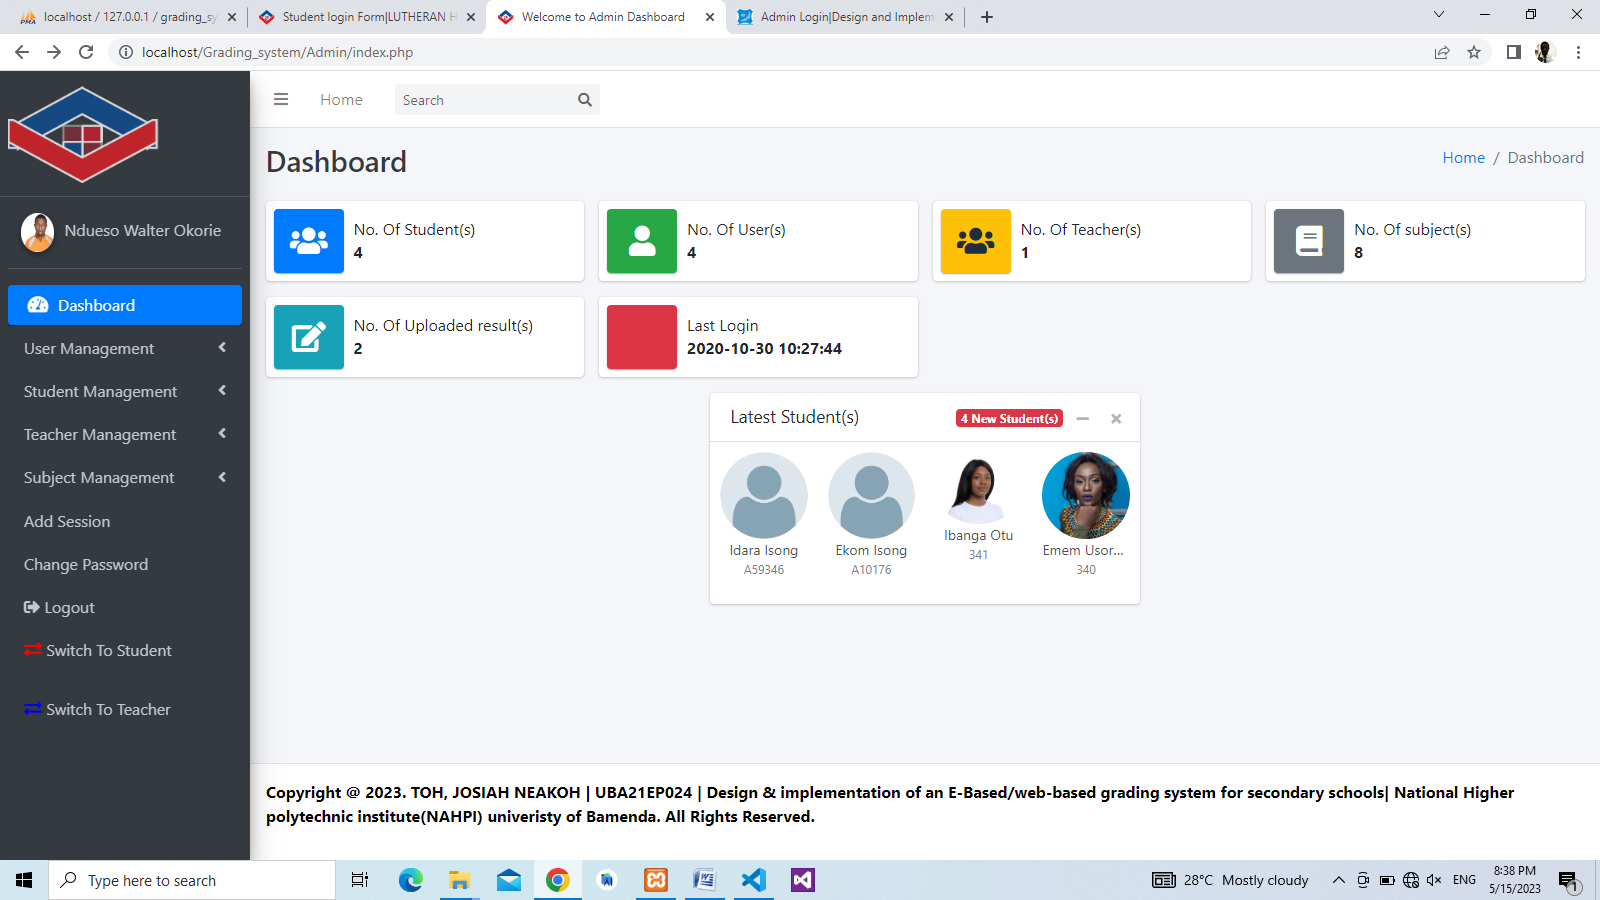 localhost / 127.0.0.1 / grading_sy
Student login Form|LUTHERAN H
Welcome to Admin Dashboard
Admin Login|Design and Implem
localhost/Grading_system/Admin/index.php
Home
Search
Ndueso Walter Okorie
Dashboard
User Management
Student Management
Teacher Management
Subject Management
Add Session
Change Password
Logout
Switch To Student
Switch To Teacher
Dashboard
Home / Dashboard
No. Of Student(s)
4
No. Of User(s)
4
No. Of Teacher(s)
1
No. Of subject(s)
8
No. Of Uploaded result(s)
2
Last Login
2020-10-30 10:27:44
Latest Student(s)
4 New Student(s)
Idara Isong
A59346
Ekom Isong
A10176
Ibanga Otu
341
Emem Usor...
340
Copyright @ 2023. TOH, JOSIAH NEAKOH | UBA21EP024 | Design & implementation of an E-Based/web-based grading system for secondary schools| National Higher
polytechnic institute(NAHPI) univeristy of Bamenda. All Rights Reserved.
Type here to search
28°C Mostly cloudy
ENG
8:38 PM
5/15/2023
1